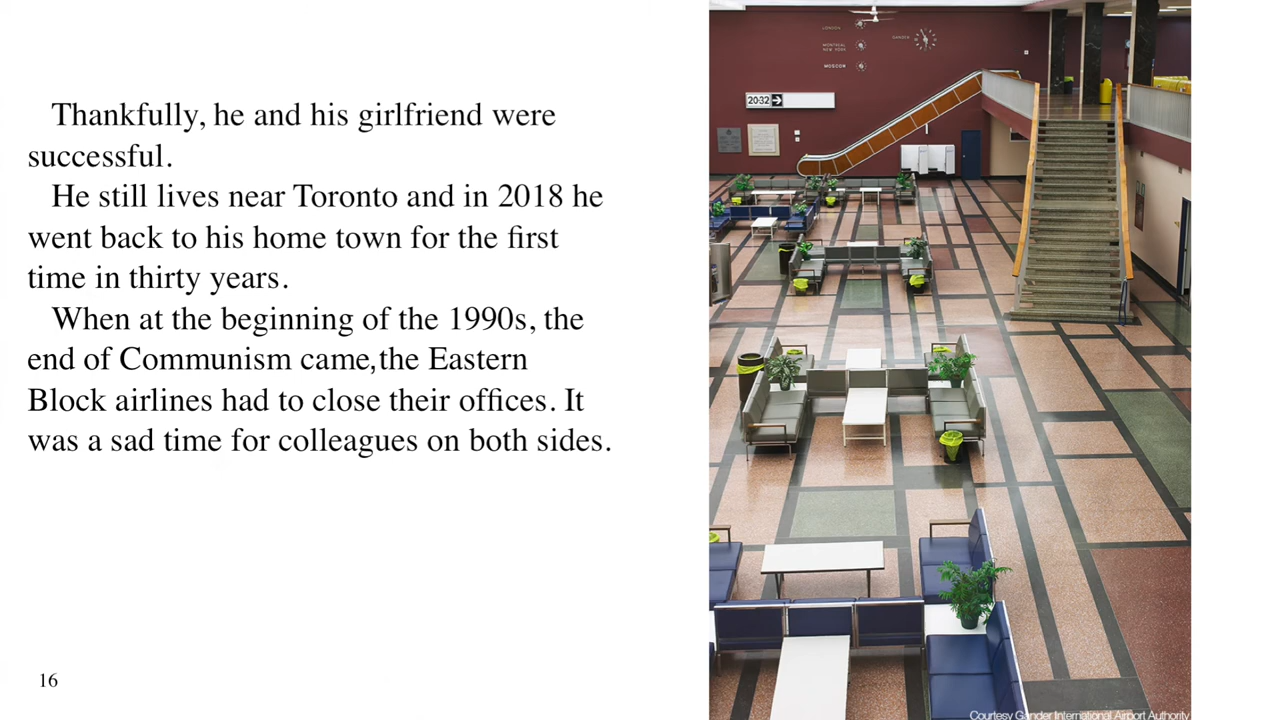 Thankfully, he and his girlfriend were
successful.
He still lives near Toronto and in 2018 he
went back to his home town for the first
time in thirty years.
When at the beginning of the 1990s, the
end of Communism came,the Eastern
Block airlines had to close their offices. It
was a sad time for colleagues on both sides.
16
LONDON
MONTREAL
NEW YORK
MOSCOW
GANDER
20-32
Courtesy Gander International Airport Authority